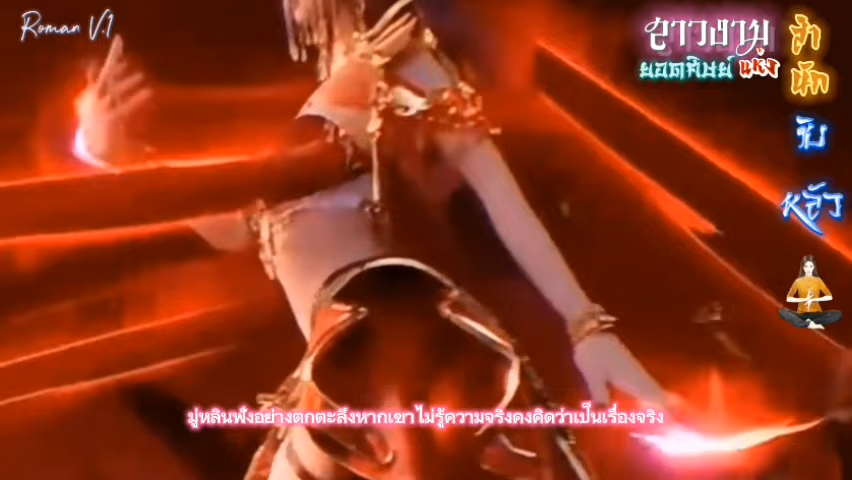 Roman V.1
สาวงาม
ยอดศิษย์ แห่ง
สำ
นัก
ซิบ
หลัว
มู่หลินฟังอย่างตกตะลึงหากเขาไม่รู้ความจริงคงคิดว่าเป็นเรื่องจริง